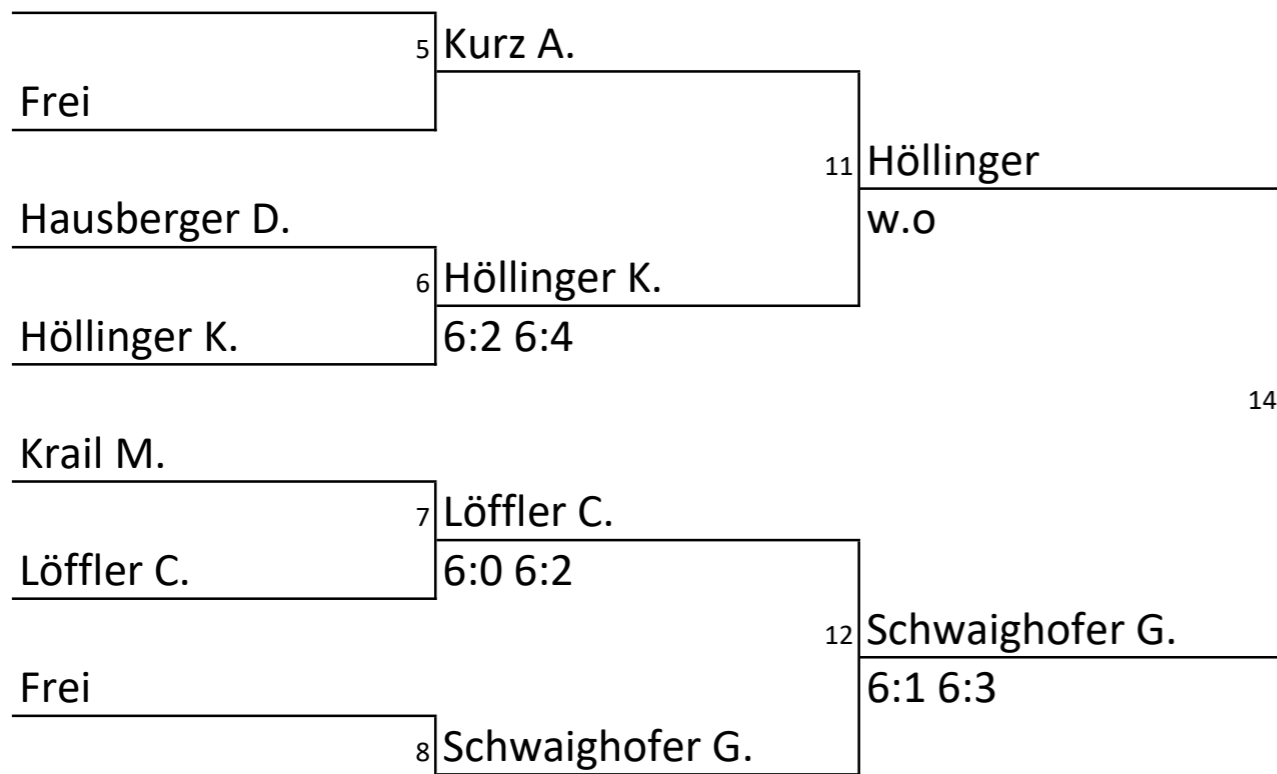 5 Kurz A.
Frei
11 Höllinger
Hausberger D.
w.o
6 Höllinger K.
Höllinger K.
6:2 6:4
14
Krail M.
7 Löffler C.
Löffler C.
6:0 6:2
12 Schwaighofer G.
Frei
6:1 6:3
8 Schwaighofer G.